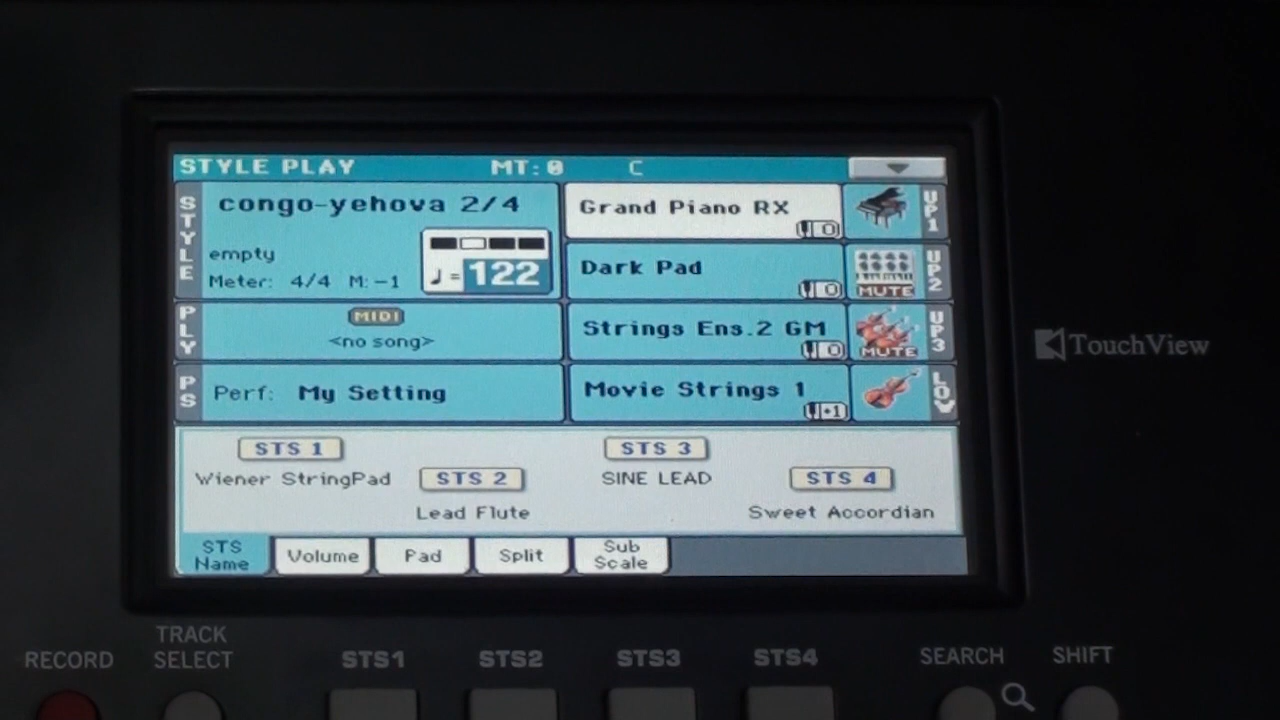 STYLE PLAY MT: 0 C
STYLE
congo-yehova 2/4
empty
Meter: 4/4 M: -1
♩= 122
Grand Piano RX
0
UP1
Dark Pad
0
MUTE
UP2
PLY
MIDI
<no song>
Strings Ens.2 GM
0
MUTE
UP3
PS
Perf: My Setting
Movie Strings 1
+1
LOW
TouchView
STS 1
Wiener StringPad
STS 2
Lead Flute
STS 3
SINE LEAD
STS 4
Sweet Accordian
STS Name
Volume
Pad
Split
Sub Scale
RECORD
TRACK SELECT
STS1
STS2
STS3
STS4
SEARCH
SHIFT